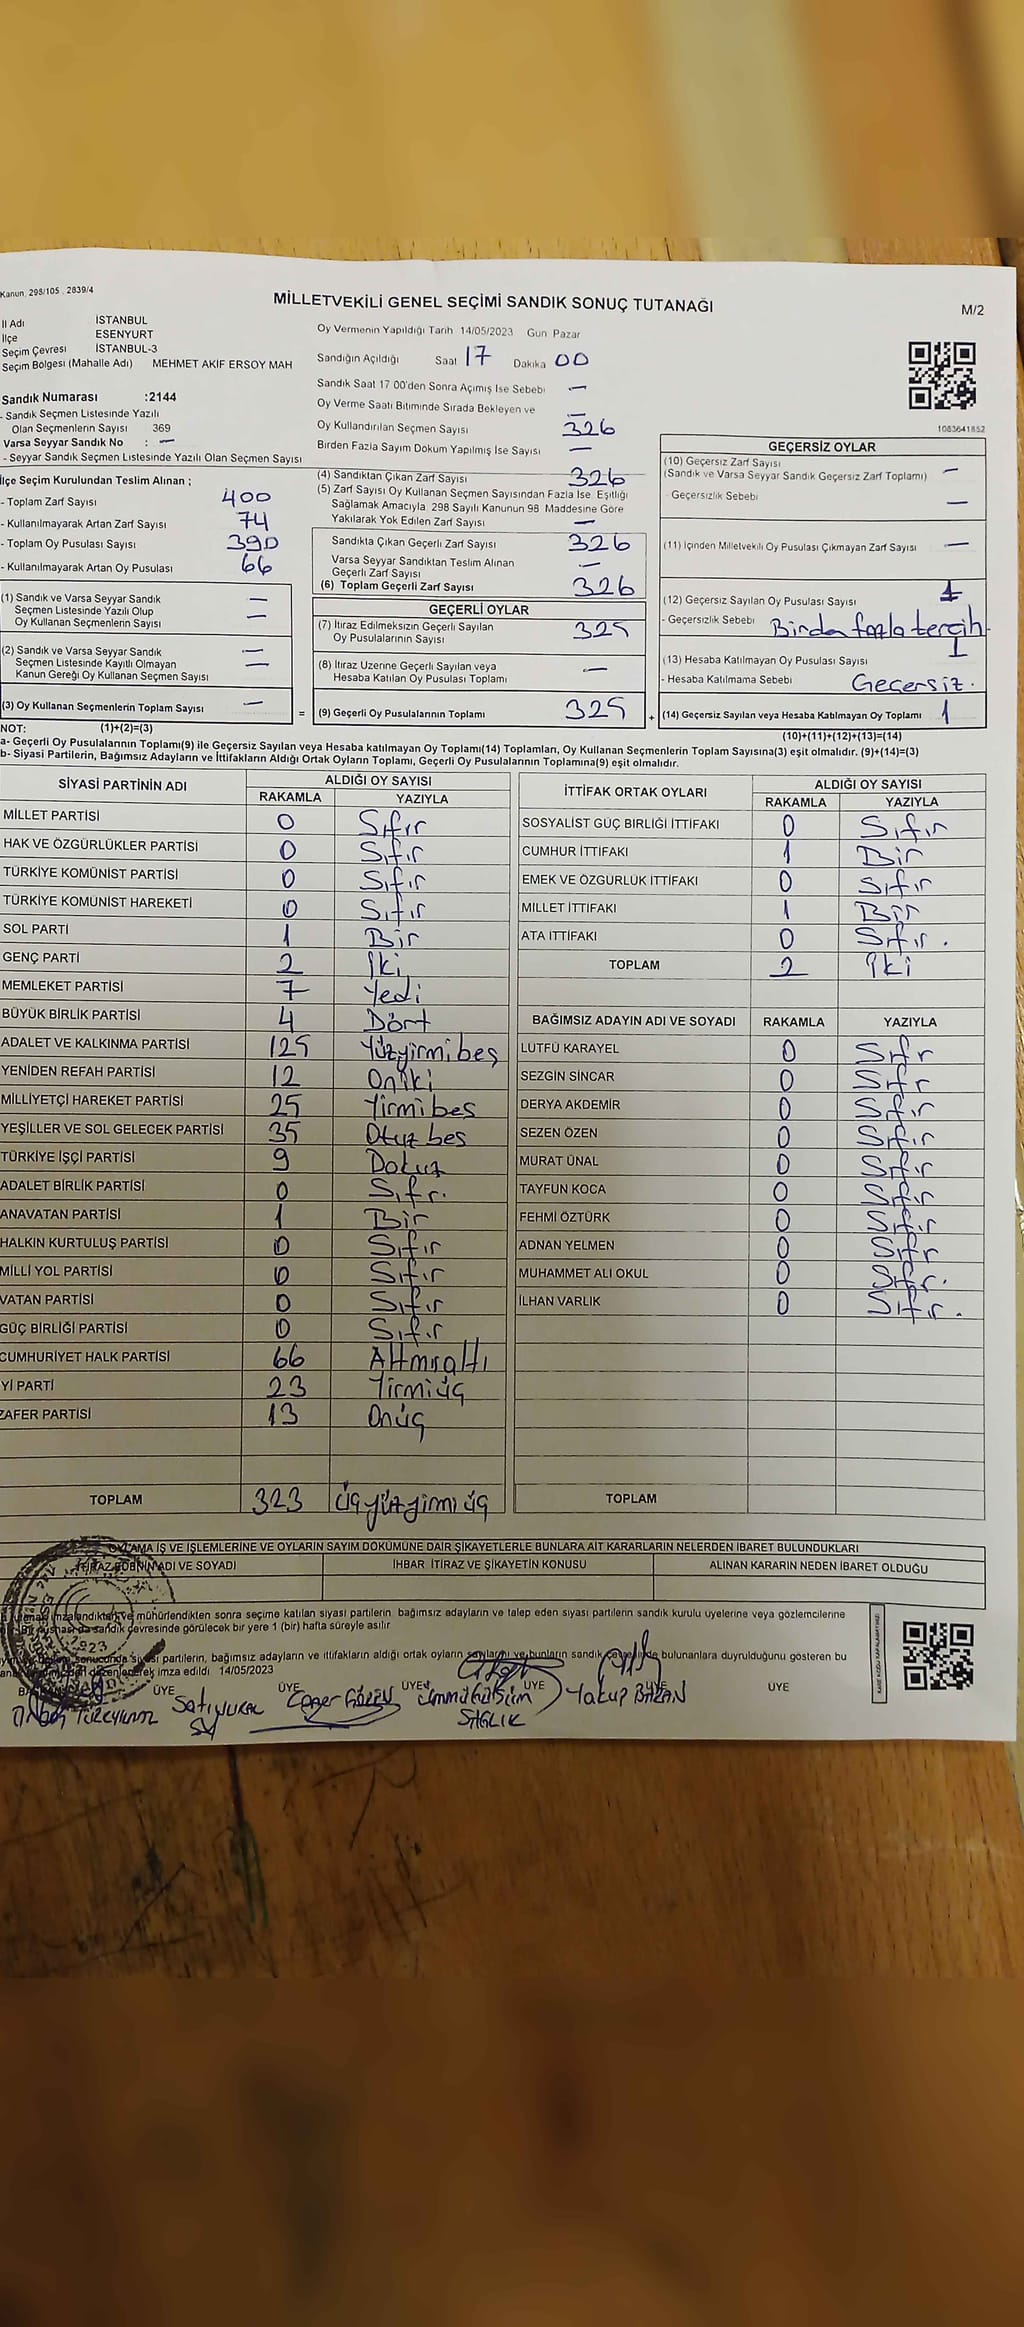 Kanun, 298/105 . 2839/4
MİLLETVEKİLİ GENEL SEÇİMİ SANDIK SONUÇ TUTANAĞI
M/2
İl Adı İSTANBUL
İlçe ESENYURT
Seçim Çevresi İSTANBUL-3
Seçim Bölgesi (Mahalle Adı) MEHMET AKİF ERSOY MAH
Sandık Numarası :2144
- Sandık Seçmen Listesinde Yazılı
Olan Seçmenlerin Sayısı 369
Varsa Seyyar Sandık No : —
- Seyyar Sandık Seçmen Listesinde Yazılı Olan Seçmen Sayısı
İlçe Seçim Kurulundan Teslim Alınan ;
- Toplam Zarf Sayısı 400
- Kullanılmayarak Artan Zarf Sayısı 74
- Toplam Oy Pusulası Sayısı 390
- Kullanılmayarak Artan Oy Pusulası 66
(1) Sandık ve Varsa Seyyar Sandık —
Seçmen Listesinde Yazılı Olup
Oy Kullanan Seçmenlerin Sayısı —
(2) Sandık ve Varsa Seyyar Sandık —
Seçmen Listesinde Kayıtlı Olmayan —
Kanun Gereği Oy Kullanan Seçmen Sayısı
(3) Oy Kullanan Seçmenlerin Toplam Sayısı —
Oy Vermenin Yapıldığı Tarih 14/05/2023 Gün Pazar
Sandığın Açıldığı Saat 17 Dakika 00
Sandık Saat 17 00'den Sonra Açımış İse Sebebi —
Oy Verme Saati Bitiminde Sırada Bekleyen ve —
Oy Kullandırılan Seçmen Sayısı 326
Birden Fazla Sayım Döküm Yapılmış İse Sayısı —
(4) Sandıktan Çıkan Zarf Sayısı 326
(5) Zarf Sayısı Oy Kullanan Seçmen Sayısından Fazla İse Eşitliği
Sağlamak Amacıyla 298 Sayılı Kanunun 98 Maddesine Göre
Yakılarak Yok Edilen Zarf Sayısı —
Sandıkta Çıkan Geçerli Zarf Sayısı 326
Varsa Seyyar Sandıktan Teslim Alınan
Geçerli Zarf Sayısı —
(6) Toplam Geçerli Zarf Sayısı 326
GEÇERLİ OYLAR
(7) İtiraz Edilmeksizin Geçerli Sayılan 325
Oy Pusulalarının Sayısı
(8) İtiraz Üzerine Geçerli Sayılan veya —
Hesaba Katılan Oy Pusulası Toplamı
= (9) Geçerli Oy Pusulalarının Toplamı 325 +
1083641852
GEÇERSİZ OYLAR
(10) Geçersiz Zarf Sayısı —
(Sandık ve Varsa Seyyar Sandık Geçersiz Zarf Toplamı)
- Geçersizlik Sebebi —
(11) İçinden Milletvekili Oy Pusulası Çıkmayan Zarf Sayısı —
(12) Geçersiz Sayılan Oy Pusulası Sayısı 1
- Geçersizlik Sebebi Birden fazla tercih
(13) Hesaba Katılmayan Oy Pusulası Sayısı 1
- Hesaba Katılmama Sebebi Geçersiz.
(14) Geçersiz Sayılan veya Hesaba Katılmayan Oy Toplamı 1
NOT: (1)+(2)=(3) (10)+(11)+(12)+(13)=(14)
a- Geçerli Oy Pusulalarının Toplamı(9) ile Geçersiz Sayılan veya Hesaba katılmayan Oy Toplamı(14) Toplamları, Oy Kullanan Seçmenlerin Toplam Sayısına(3) eşit olmalıdır. (9)+(14)=(3)
b- Siyasi Partilerin, Bağımsız Adayların ve İttifakların Aldığı Ortak Oyların Toplamı, Geçerli Oy Pusulalarının Toplamına(9) eşit olmalıdır.
SİYASİ PARTİNİN ADI ALDIĞI OY SAYISI
RAKAMLA YAZIYLA
MİLLET PARTİSİ 0 Sıfır
HAK VE ÖZGÜRLÜKLER PARTİSİ 0 Sıfır
TÜRKİYE KOMÜNİST PARTİSİ 0 Sıfır
TÜRKİYE KOMÜNİST HAREKETİ 0 Sıfır
SOL PARTİ 1 Bir
GENÇ PARTİ 2 İki
MEMLEKET PARTİSİ 7 Yedi
BÜYÜK BİRLİK PARTİSİ 4 Dört
ADALET VE KALKINMA PARTİSİ 125 Yüzyirmibeş
YENİDEN REFAH PARTİSİ 12 Oniki
MİLLİYETÇİ HAREKET PARTİSİ 25 Yirmibes
YEŞİLLER VE SOL GELECEK PARTİSİ 35 Otuz bes
TÜRKİYE İŞÇİ PARTİSİ 9 Dokuz
ADALET BİRLİK PARTİSİ 0 Sıfır.
ANAVATAN PARTİSİ 1 Bir
HALKIN KURTULUŞ PARTİSİ 0 Sıfır
MİLLİ YOL PARTİSİ 0 Sıfır
VATAN PARTİSİ 0 Sıfır
GÜÇ BİRLİĞİ PARTİSİ 0 Sıfır
CUMHURİYET HALK PARTİSİ 66 Altmışaltı
İYİ PARTİ 23 Yirmiüç
ZAFER PARTİSİ 13 Onüç
TOPLAM 323 Üçyüzyirmi üç
İTTİFAK ORTAK OYLARI ALDIĞI OY SAYISI
RAKAMLA YAZIYLA
SOSYALİST GÜÇ BİRLİĞİ İTTİFAKI 0 Sıfır
CUMHUR İTTİFAKI 1 Bir
EMEK VE ÖZGÜRLÜK İTTİFAKI 0 Sıfır
MİLLET İTTİFAKI 1 Bir
ATA İTTİFAKI 0 Sıfır.
TOPLAM 2 İki
BAĞIMSIZ ADAYIN ADI VE SOYADI RAKAMLA YAZIYLA
LÜTFÜ KARAYEL 0 Sıfır
SEZGİN SİNCAR 0 Sıfır
DERYA AKDEMİR 0 Sıfır
SEZEN ÖZEN 0 Sıfır
MURAT ÜNAL 0 Sıfır
TAYFUN KOCA 0 Sıfır
FEHMİ ÖZTÜRK 0 Sıfır
ADNAN YELMEN 0 Sıfır
MUHAMMET ALİ OKUL 0 Sıfır.
İLHAN VARLIK 0 Sıfır.
TOPLAM
OYLAMA İŞ VE İŞLEMLERİNE VE OYLARIN SAYIM DÖKÜMÜNE DAİR ŞİKAYETLERLE BUNLARA AİT KARARLARIN NELERDEN İBARET BULUNDUKLARI
İTİRAZ EDENİN ADI VE SOYADI İHBAR İTİRAZ VE ŞİKAYETİN KONUSU ALINAN KARARIN NEDEN İBARET OLDUĞU
imzalandıktan ve mühürlendikten sonra seçime katılan siyasi partilerin, bağımsız adayların ve talep eden siyasi partilerin sandık kurulu üyelerine veya gözlemcilerine
da sandık çevresinde görülecek bir yere 1 (bir) hafta süreyle asılır
sonucunda siyasi partilerin, bağımsız adayların ve ittifakların aldığı ortak oyların sayılarını ve bunların sandık bulunanlara duyrulduğunu gösteren bu
düzenlenerek imza edildi 14/05/2023
ÜYE ÜYE ÜYE ÜYE ÜYE ÜYE
Satı VURAL Caner Ümmügülsüm Yakup BALAN
SAĞLIK